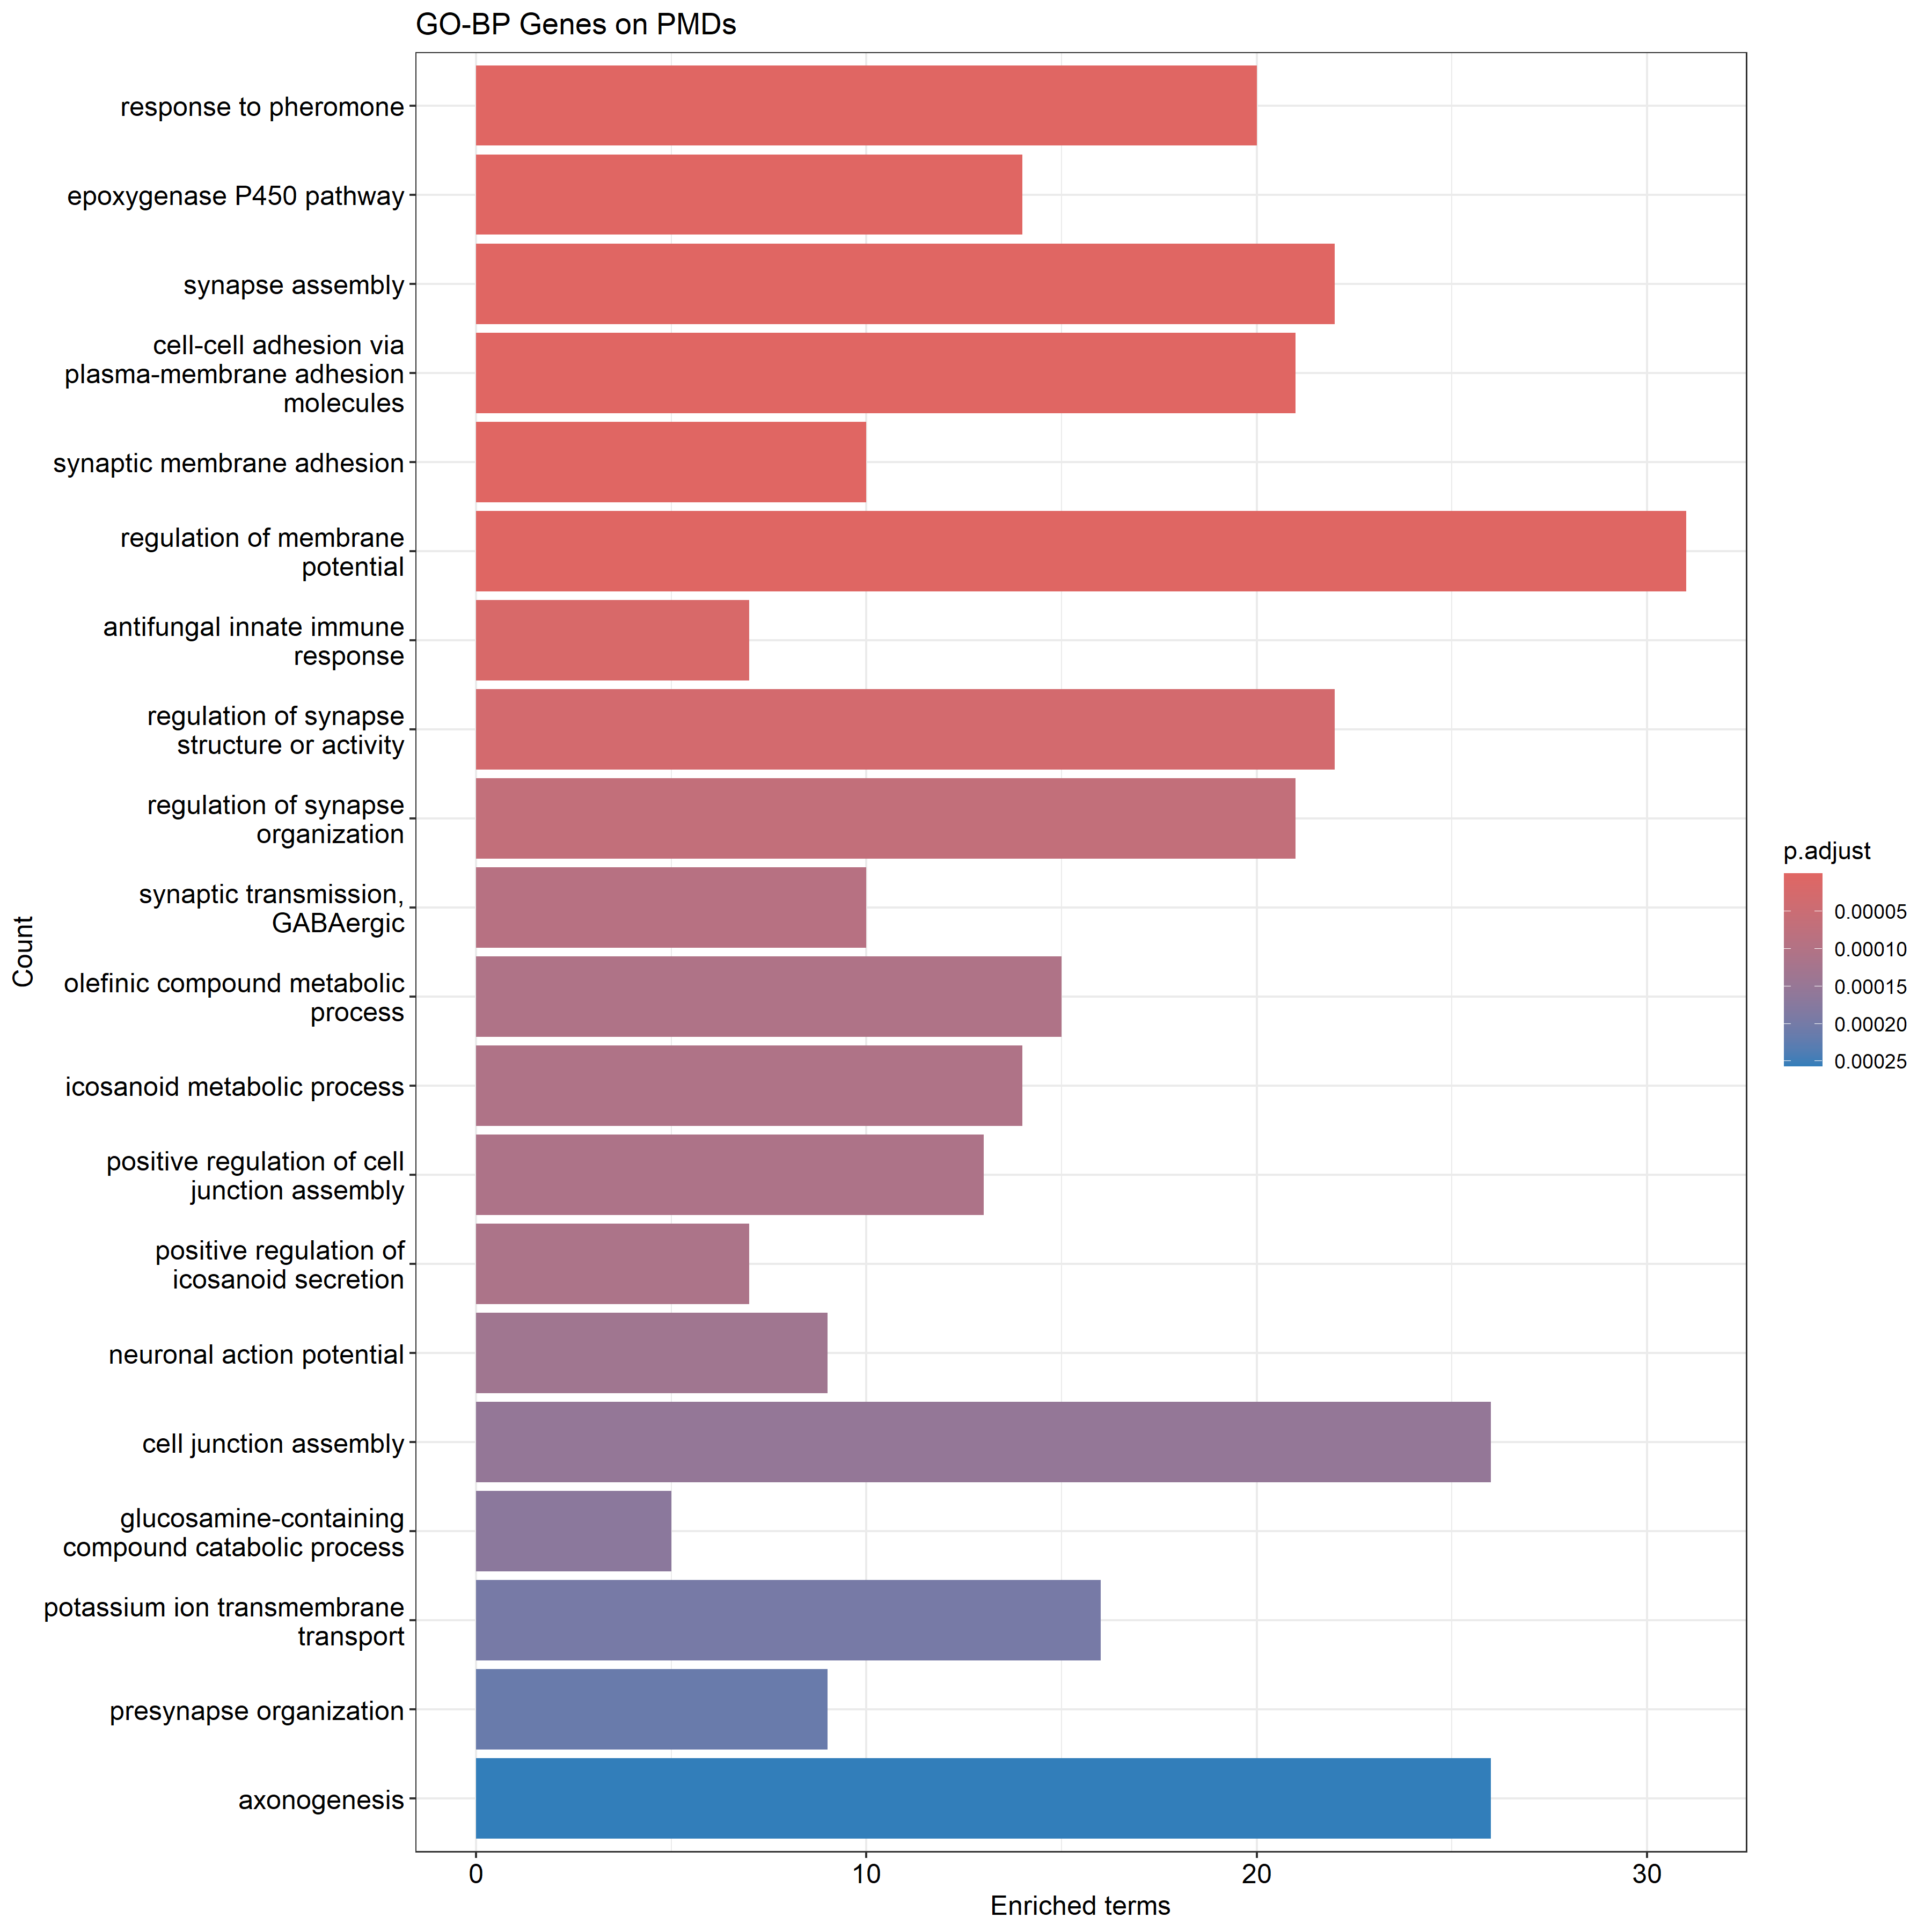 GO-BP Genes on PMDs
response to pheromone
epoxygenase P450 pathway
synapse assembly
cell-cell adhesion via
plasma-membrane adhesion
molecules
synaptic membrane adhesion
regulation of membrane
potential
antifungal innate immune
response
regulation of synapse
structure or activity
regulation of synapse
organization
synaptic transmission,
GABAergic
olefinic compound metabolic
process
icosanoid metabolic process
positive regulation of cell
junction assembly
positive regulation of
icosanoid secretion
neuronal action potential
cell junction assembly
glucosamine-containing
compound catabolic process
potassium ion transmembrane
transport
presynapse organization
axonogenesis
Count
0 10 20 30
Enriched terms
p.adjust
0.00005
0.00010
0.00015
0.00020
0.00025